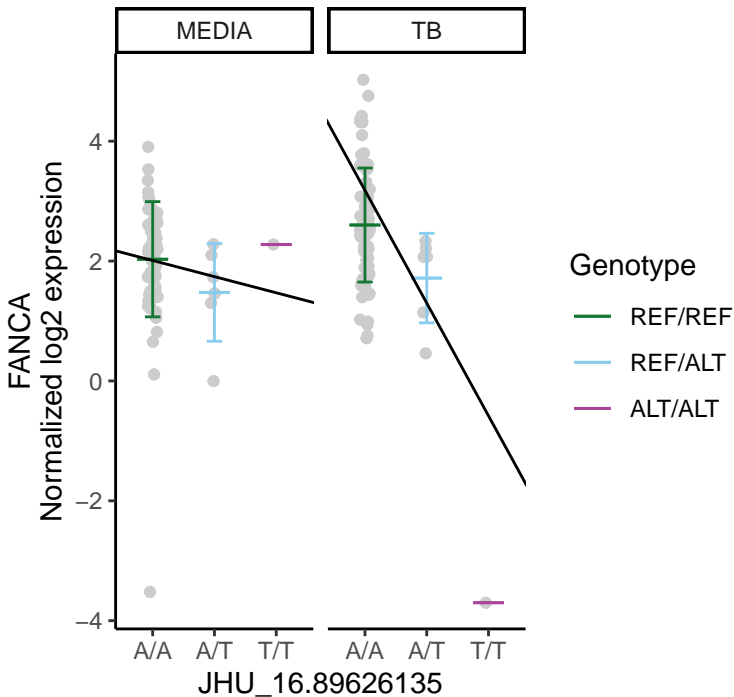 MEDIA TB
4
2
0
−2
−4
FANCA
Normalized log2 expression
A/A A/T T/T A/A A/T T/T
JHU_16.89626135
Genotype
REF/REF
REF/ALT
ALT/ALT